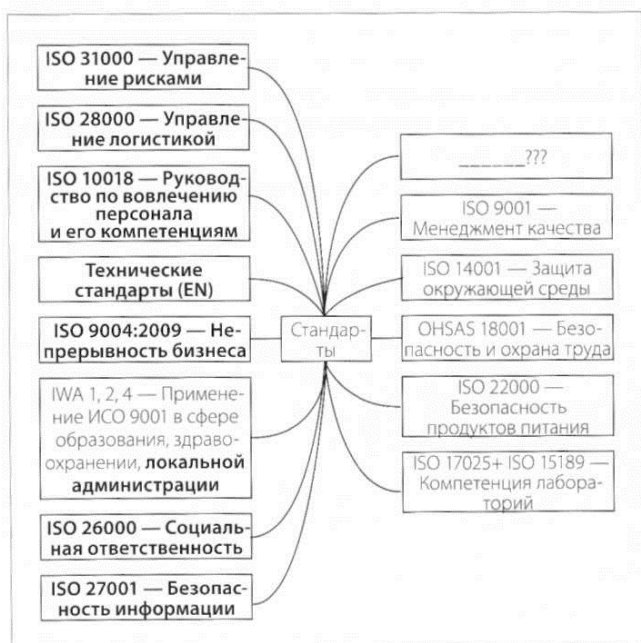 ISO 31000 — Управле-
ние рисками
ISO 28000 — Управле-
ние логистикой
ISO 10018 — Руковод-
ство по вовлечению
персонала
и его компетенциям
Технические
стандарты (EN)
ISO 9004:2009 — Не-
прерывность бизнеса
IWA 1, 2, 4 — Примене-
ние ИСО 9001 в сфере
образования, здраво-
охранении, локальной
администрации
ISO 26000 — Социаль-
ная ответственность
ISO 27001 — Безопас-
ность информации
Стандар-
ты
______???
ISO 9001 —
Менеджмент качества
ISO 14001 — Защита
окружающей среды
OHSAS 18001 — Безо-
пасность и охрана труда
ISO 22000 —
Безопасность
продуктов питания
ISO 17025+ ISO 15189 —
Компетенция лабора-
торий